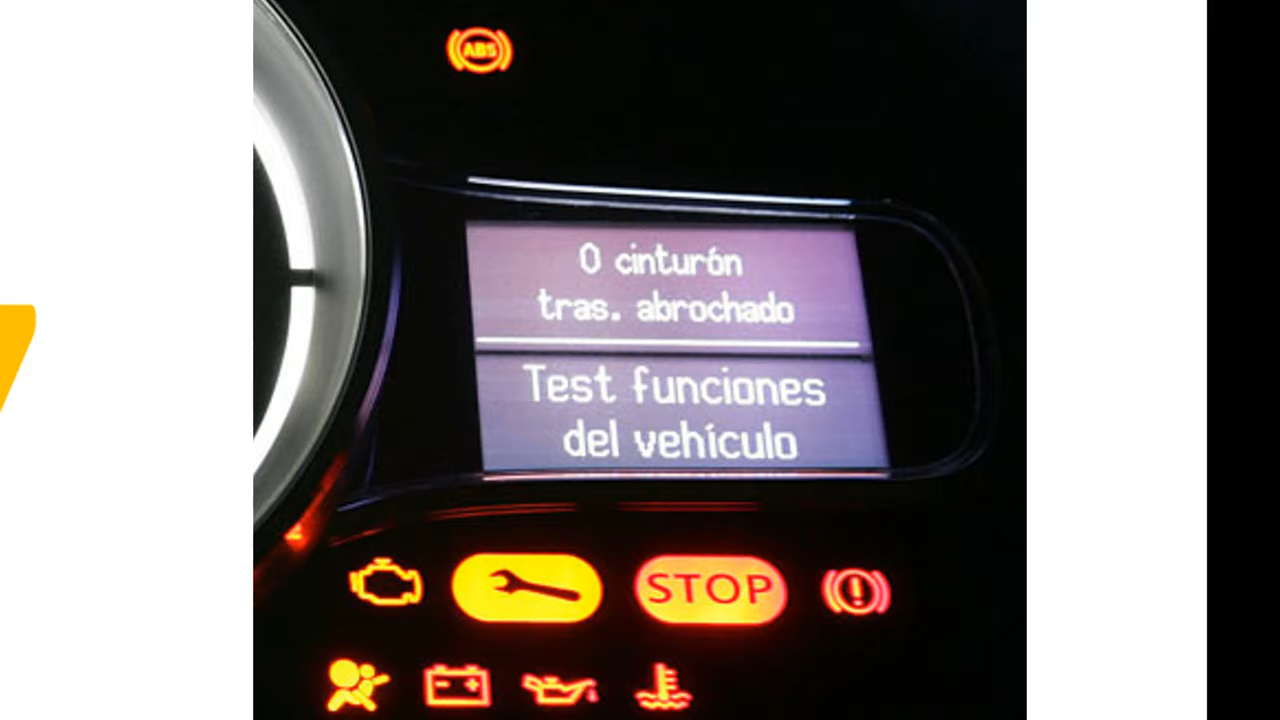 ABS
0 cinturón
tras. abrochado
Test funciones
del vehículo
STOP